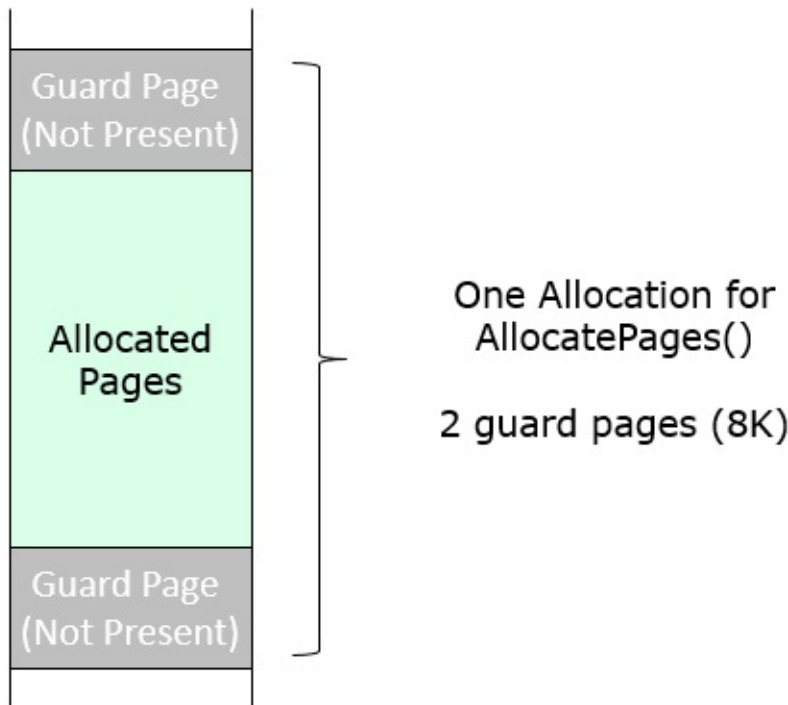 Guard Page
(Not Present)
Allocated
Pages
Guard Page
(Not Present)
One Allocation for
AllocatePages()
2 guard pages (8K)